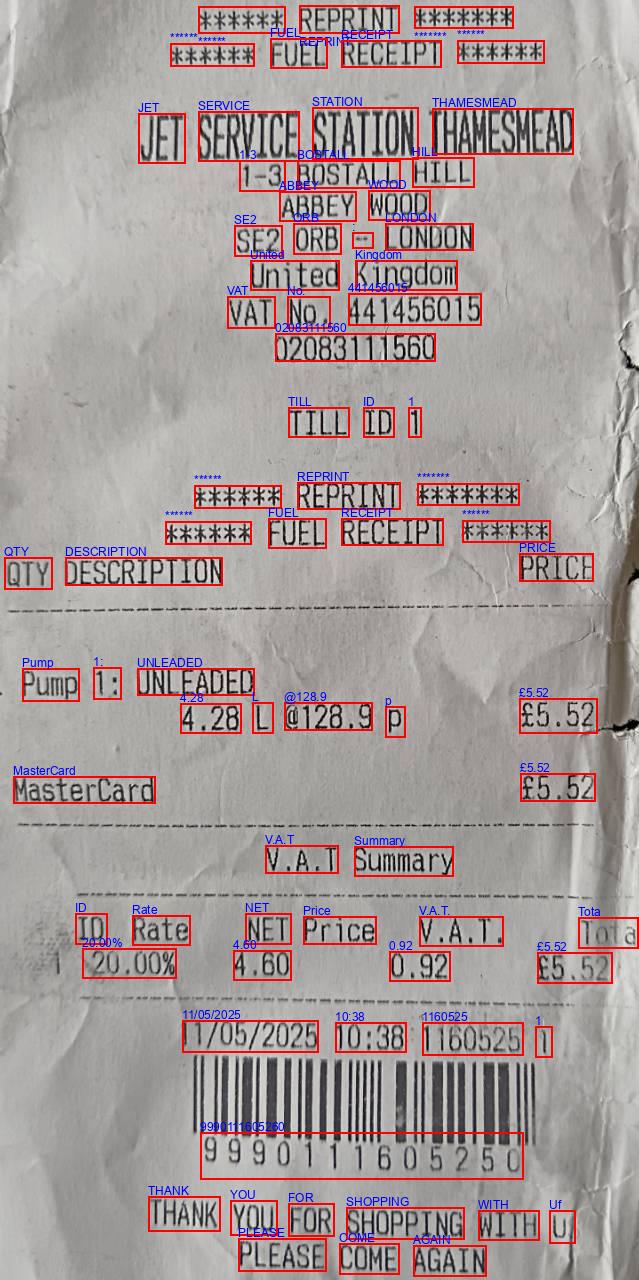 ****** REPRINT *******
****** FUEL RECEIPT ******
JET SERVICE STATION THAMESMEAD
1-3 BOSTALL HILL
ABBEY WOOD
SE2 ORB - LONDON
United Kingdom
VAT No. 441456015
02083111560
TILL ID 1
****** REPRINT *******
****** FUEL RECEIPT ******
QTY DESCRIPTION PRICE
Pump 1: UNLEADED
4.28 L @128.9 p £5.52
MasterCard £5.52
V.A.T Summary
ID Rate NET Price V.A.T. Tota
20.00% 4.60 0.92 £5.52
11/05/2025 10:38 1160525 1
9990111605250
THANK YOU FOR SHOPPING WITH U
PLEASE COME AGAIN